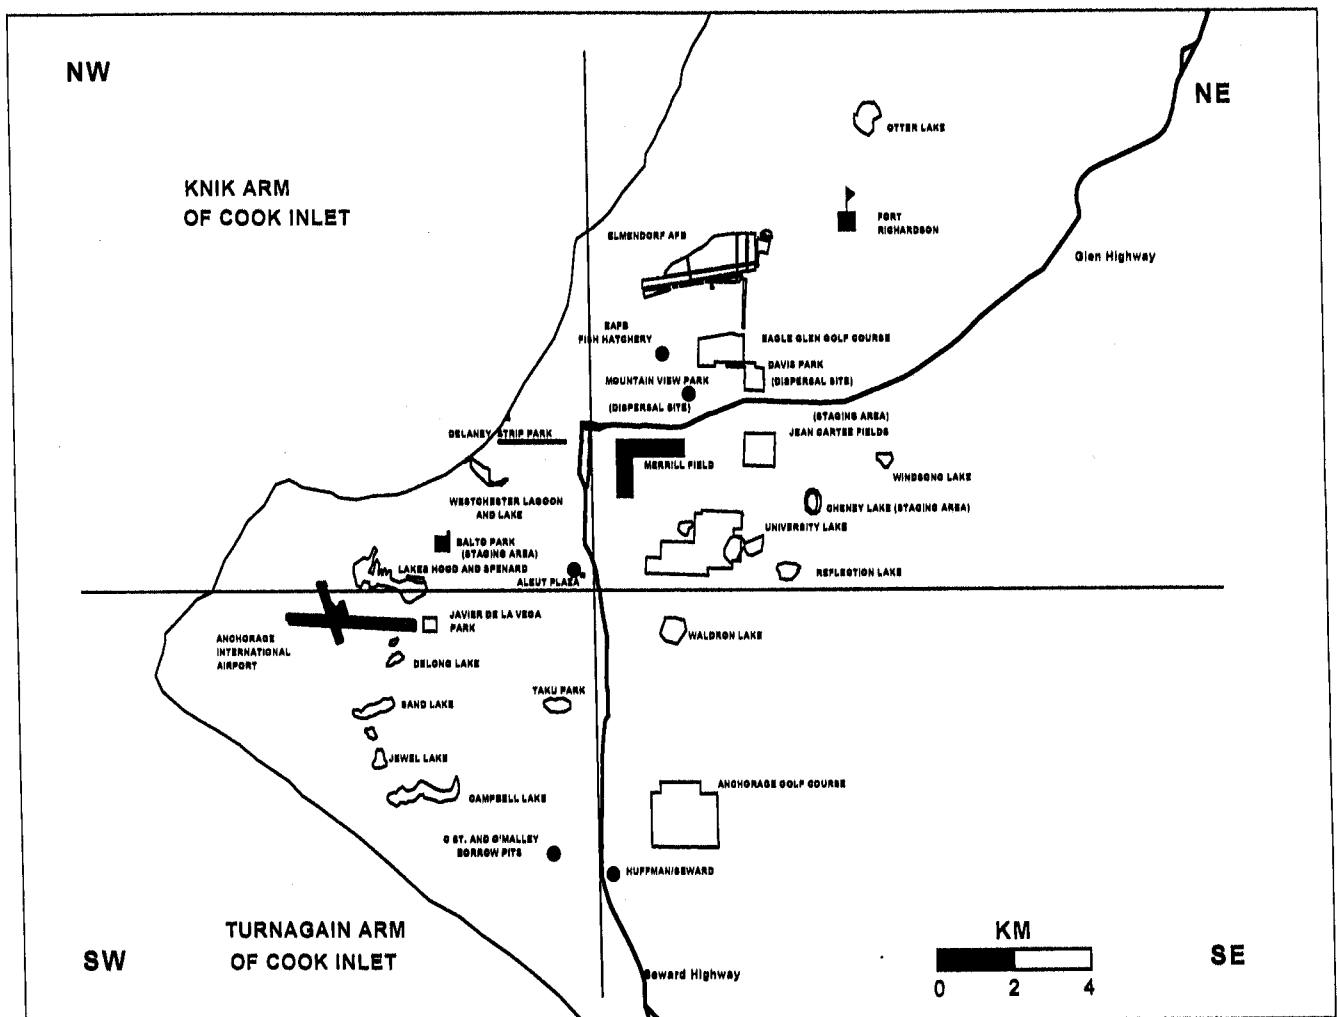 NW
NE
OTTER LAKE
KNIK ARM
OF COOK INLET
FORT
RICHARDSON
ELMENDORF AFB
Glen Highway
EAFB
FISH HATCHERY
EAGLE GLEN GOLF COURSE
DAVIS PARK
(DISPERSAL SITE)
MOUNTAIN VIEW PARK
(DISPERSAL SITE)
(STAGING AREA)
JEAN GARTEE FIELDS
DELANEY STRIP PARK
MERRILL FIELD
WINDSONG LAKE
WESTCHESTER LAGOON
AND LAKE
CHENEY LAKE (STAGING AREA)
UNIVERSITY LAKE
BALTO PARK
(STAGING AREA)
LAKES HOOD AND SPENARD
ALEUT PLAZA
REFLECTION LAKE
JAVIER DE LA VEGA
PARK
ANCHORAGE
INTERNATIONAL
AIRPORT
WALDRON LAKE
DELONG LAKE
TAKU PARK
SAND LAKE
JEWEL LAKE
CAMPBELL LAKE
ANCHORAGE GOLF COURSE
C ST. AND O'MALLEY
BORROW PITS
HUFFMAN/SEWARD
TURNAGAIN ARM
OF COOK INLET
SW
SE
KM
0 2 4
Seward Highway